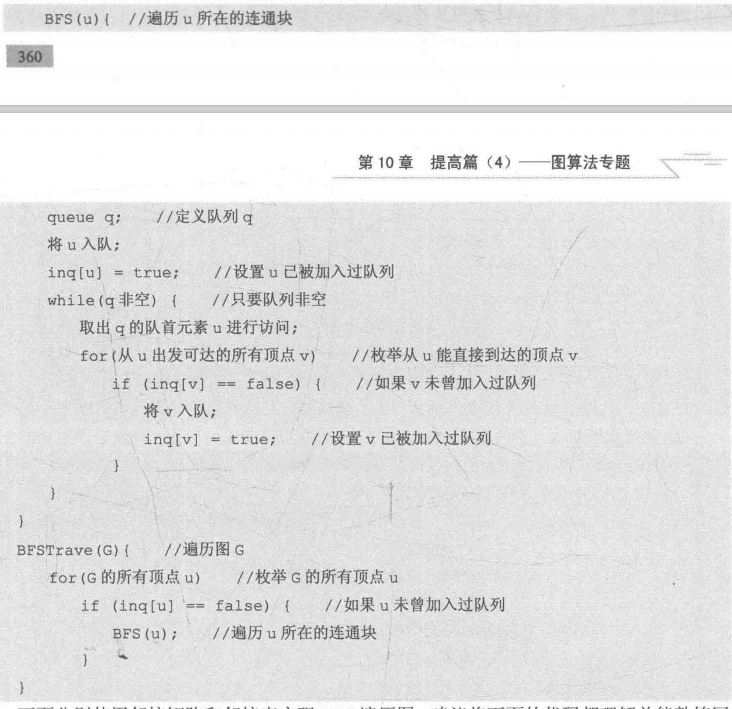 BFS(u){ //遍历 u 所在的连通块
360
第 10 章 提高篇（4）——图算法专题
queue q; //定义队列 q
将 u 入队;
inq[u] = true; //设置 u 已被加入过队列
while(q 非空) { //只要队列非空
取出 q 的队首元素 u 进行访问;
for(从 u 出发可达的所有顶点 v) //枚举从 u 能直接到达的顶点 v
if (inq[v] == false) { //如果 v 未曾加入过队列
将 v 入队;
inq[v] = true; //设置 v 已被加入过队列
}
}
}
BFSTrave(G){ //遍历图 G
for(G 的所有顶点 u) //枚举 G 的所有顶点 u
if (inq[u] == false) { //如果 u 未曾加入过队列
BFS(u); //遍历 u 所在的连通块
}
}